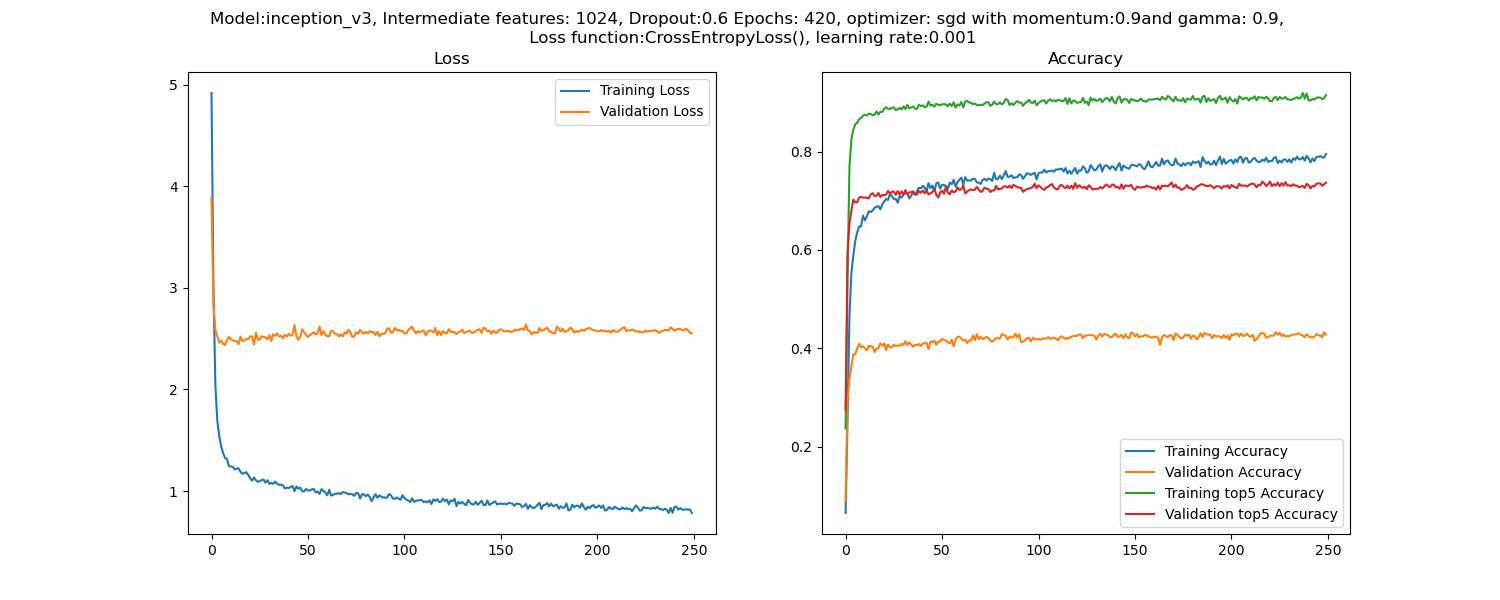 Model:inception_v3, Intermediate features: 1024, Dropout:0.6 Epochs: 420, optimizer: sgd with momentum:0.9and gamma: 0.9,
Loss function:CrossEntropyLoss(), learning rate:0.001
Loss
5
4
3
2
1
0
50
100
150
200
250
Training Loss
Validation Loss
Accuracy
0.8
0.6
0.4
0.2
0
50
100
150
200
250
Training Accuracy
Validation Accuracy
Training top5 Accuracy
Validation top5 Accuracy